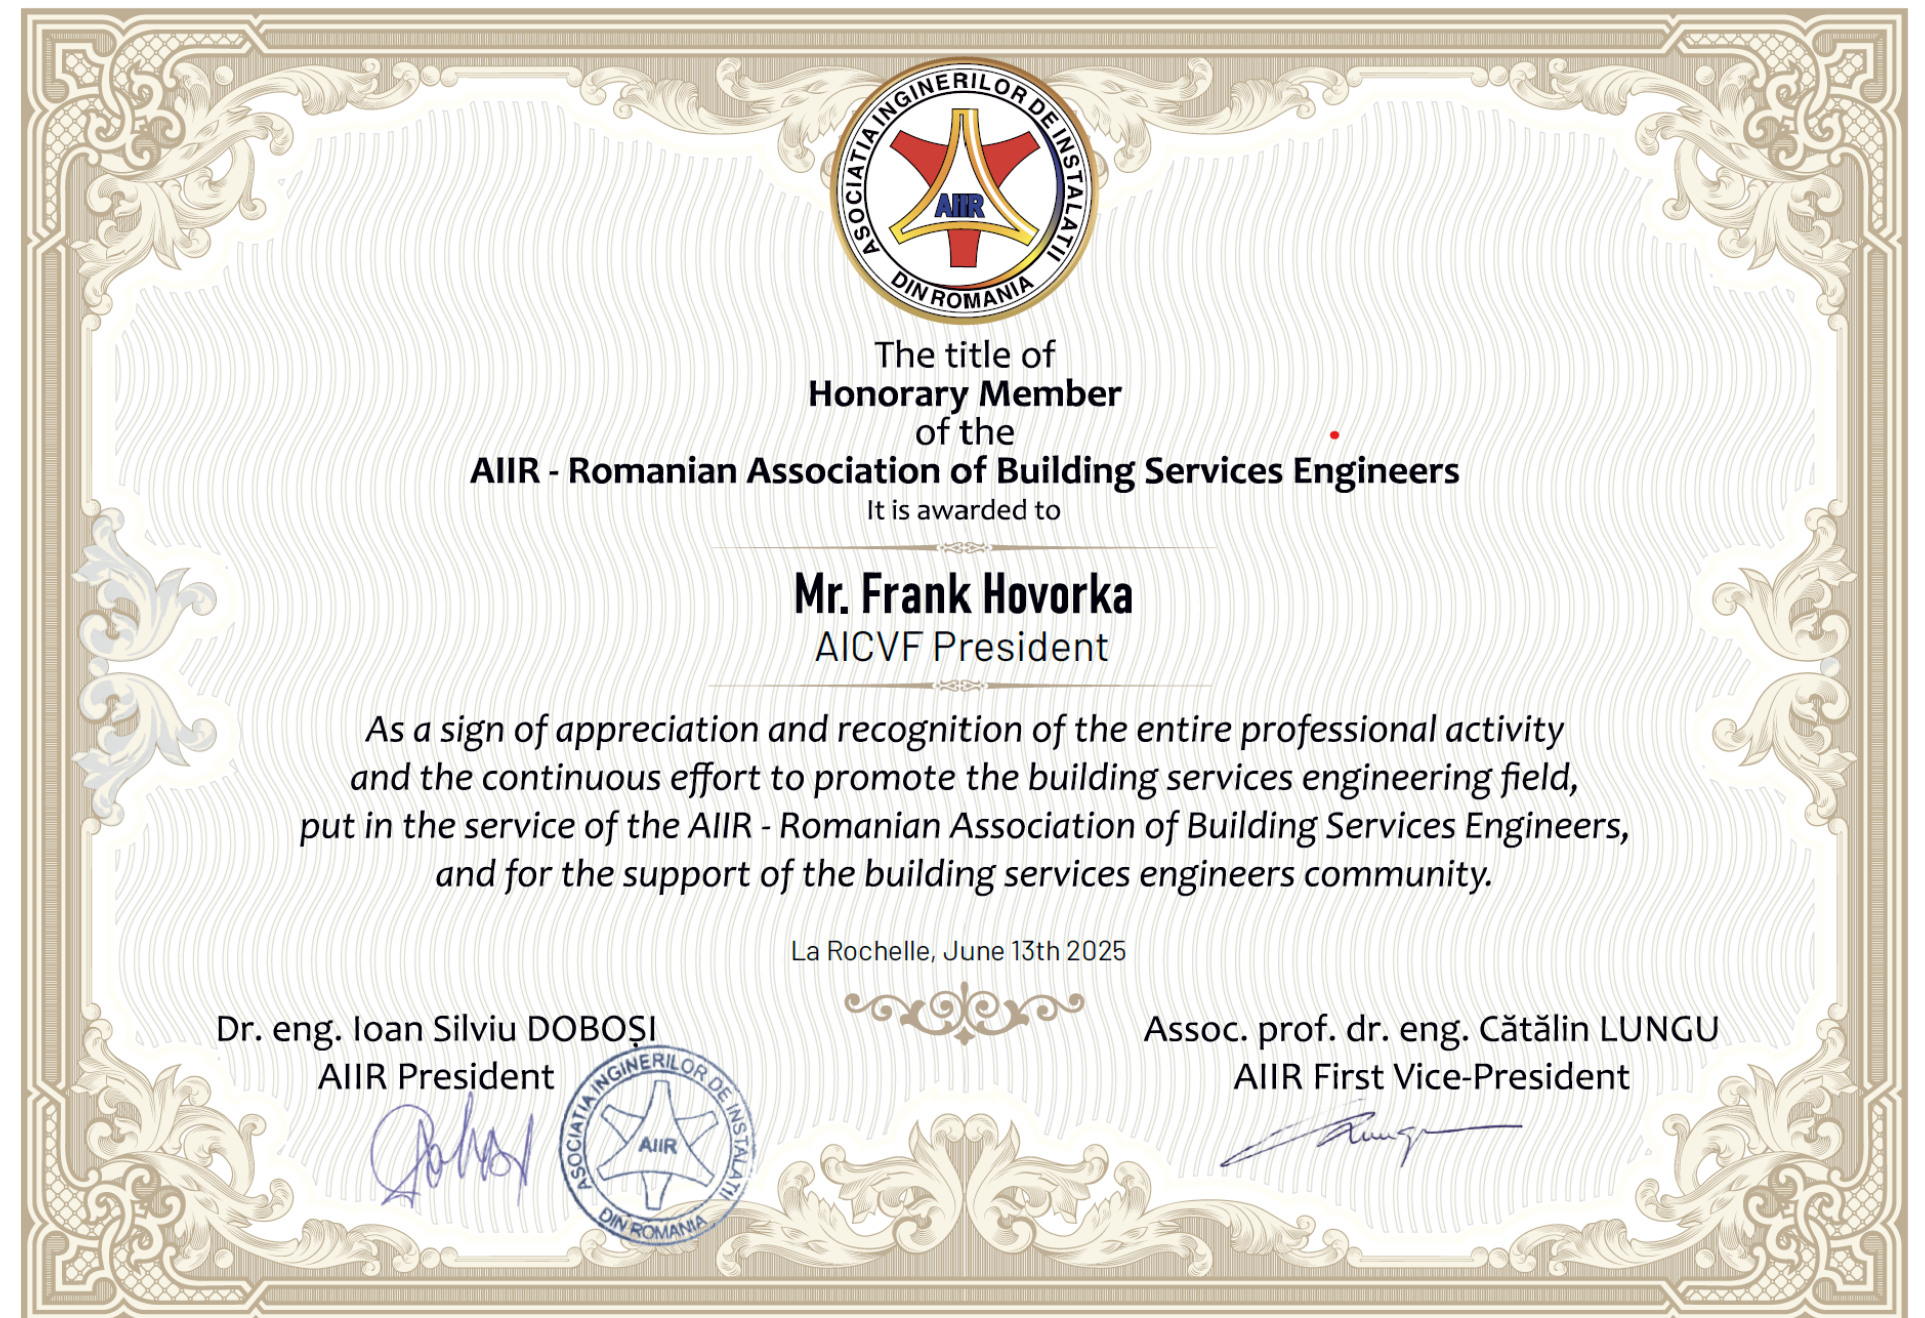 ASOCIATIA INGINERILOR DE INSTALATII
DIN ROMANIA
AIIR
The title of
Honorary Member
of the
AIIR - Romanian Association of Building Services Engineers
It is awarded to
Mr. Frank Hovorka
AICVF President
As a sign of appreciation and recognition of the entire professional activity
and the continuous effort to promote the building services engineering field,
put in the service of the AIIR - Romanian Association of Building Services Engineers,
and for the support of the building services engineers community.
La Rochelle, June 13th 2025
Dr. eng. Ioan Silviu DOBOȘI
AIIR President
Assoc. prof. dr. eng. Cătălin LUNGU
AIIR First Vice-President
ASOCIATIA INGINERILOR DE INSTALATII
DIN ROMANIA
AIIR